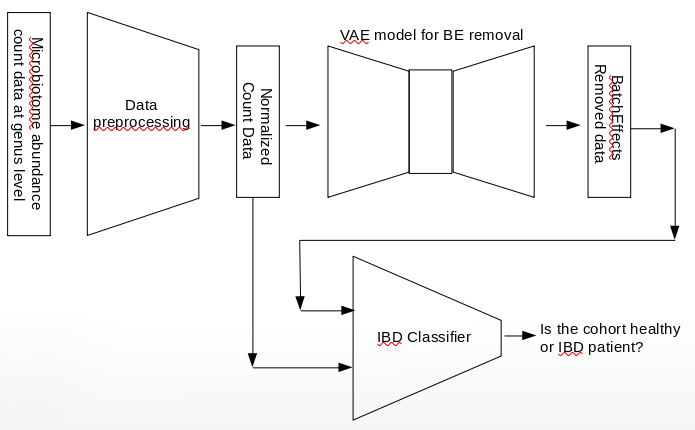 VAE model for BE removal
Microbiotome abundance
count data at genus level
Data
preprocessing
Normalized
Count Data
BatchEffects
Removed data
IBD Classifier
Is the cohort healthy
or IBD patient?